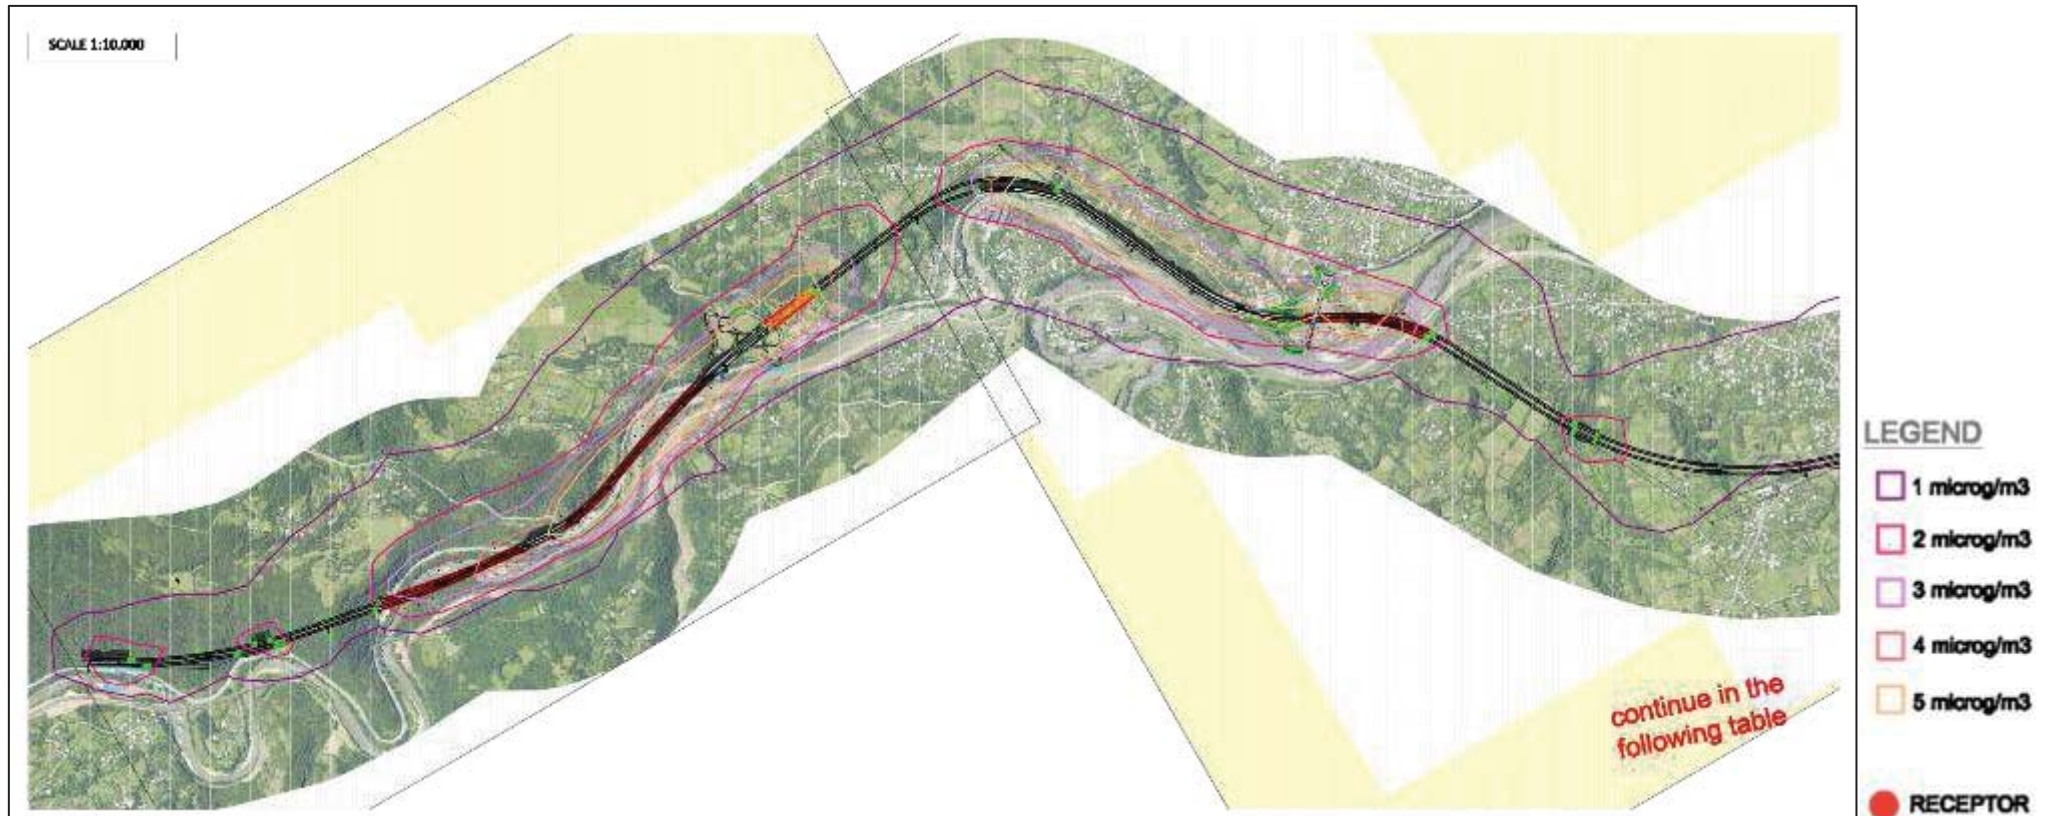 SCALE 1:10.000
continue in the
following table
LEGEND
1 microg/m3
2 microg/m3
3 microg/m3
4 microg/m3
5 microg/m3
RECEPTOR